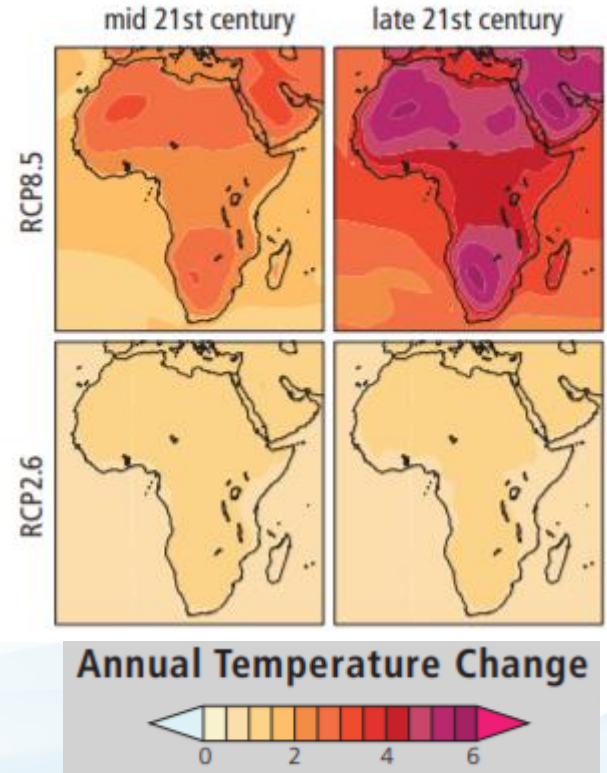 mid 21st century
late 21st century
RCP8.5
RCP2.6
Annual Temperature Change
0 2 4 6